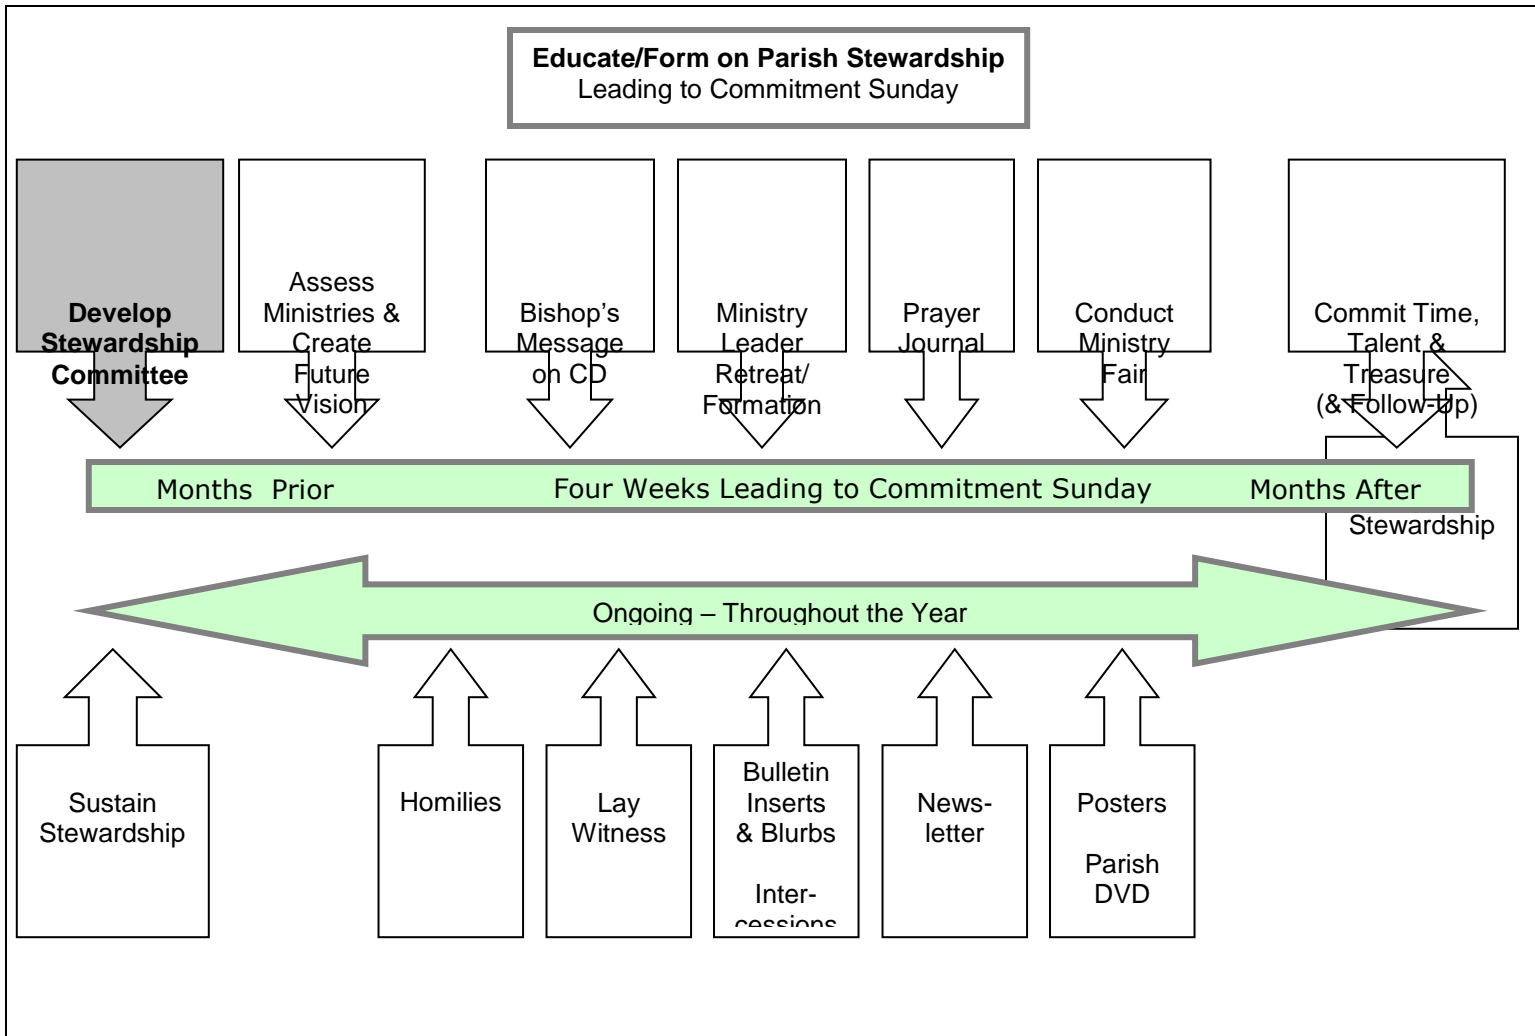 Educate/Form on Parish Stewardship
Leading to Commitment Sunday
Develop
Stewardship
Committee
Assess
Ministries &
Create
Future
Vision
Bishop’s
Message
on CD
Ministry
Leader
Retreat/
Formation
Prayer
Journal
Conduct
Ministry
Fair
Commit Time,
Talent &
Treasure
(& Follow-Up)
Months Prior
Four Weeks Leading to Commitment Sunday
Months After
Stewardship
Ongoing – Throughout the Year
Sustain
Stewardship
Homilies
Lay
Witness
Bulletin
Inserts
& Blurbs
Inter-
cessions
News-
letter
Posters
Parish
DVD